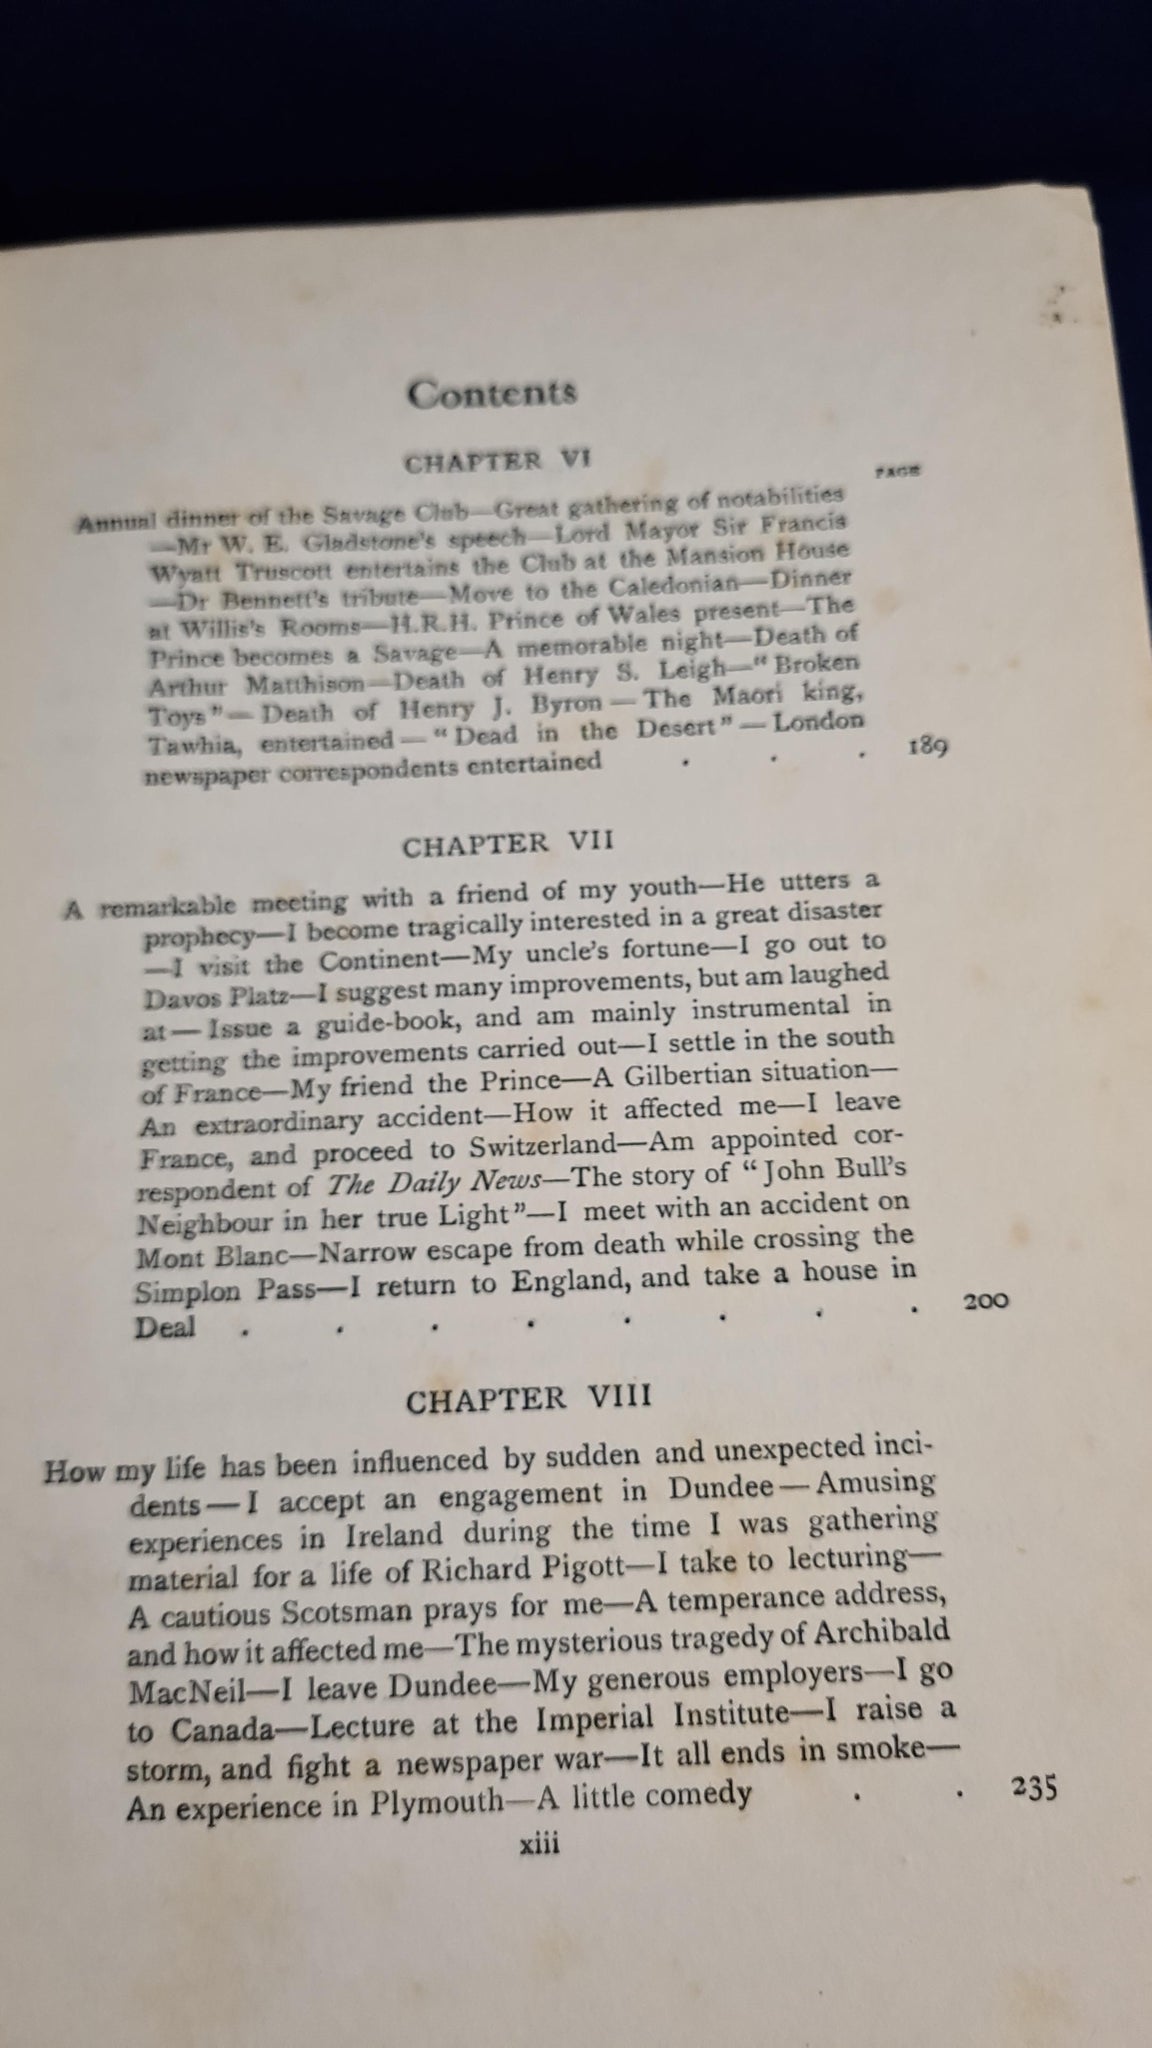 Contents
CHAPTER VI
PAGE
Annual dinner of the Savage Club—Great gathering of notabilities
—Mr W. E. Gladstone's speech—Lord Mayor Sir Francis
Wyatt Truscott entertains the Club at the Mansion House
—Dr Bennett's tribute—Move to the Caledonian—Dinner
at Willis's Rooms—H.R.H. Prince of Wales present—The
Prince becomes a Savage—A memorable night—Death of
Arthur Matthison—Death of Henry S. Leigh—“Broken
Toys”—Death of Henry J. Byron—The Maori king,
Tawhia, entertained—“Dead in the Desert”—London
newspaper correspondents entertained . . . 189
CHAPTER VII
A remarkable meeting with a friend of my youth—He utters a
prophecy—I become tragically interested in a great disaster
—I visit the Continent—My uncle's fortune—I go out to
Davos Platz—I suggest many improvements, but am laughed
at—Issue a guide-book, and am mainly instrumental in
getting the improvements carried out—I settle in the south
of France—My friend the Prince—A Gilbertian situation—
An extraordinary accident—How it affected me—I leave
France, and proceed to Switzerland—Am appointed cor-
respondent of The Daily News—The story of “John Bull's
Neighbour in her true Light”—I meet with an accident on
Mont Blanc—Narrow escape from death while crossing the
Simplon Pass—I return to England, and take a house in
Deal . . . . . . . . 200
CHAPTER VIII
How my life has been influenced by sudden and unexpected inci-
dents—I accept an engagement in Dundee—Amusing
experiences in Ireland during the time I was gathering
material for a life of Richard Pigott—I take to lecturing—
A cautious Scotsman prays for me—A temperance address,
and how it affected me—The mysterious tragedy of Archibald
MacNeil—I leave Dundee—My generous employers—I go
to Canada—Lecture at the Imperial Institute—I raise a
storm, and fight a newspaper war—It all ends in smoke—
An experience in Plymouth—A little comedy . . 235
xiii